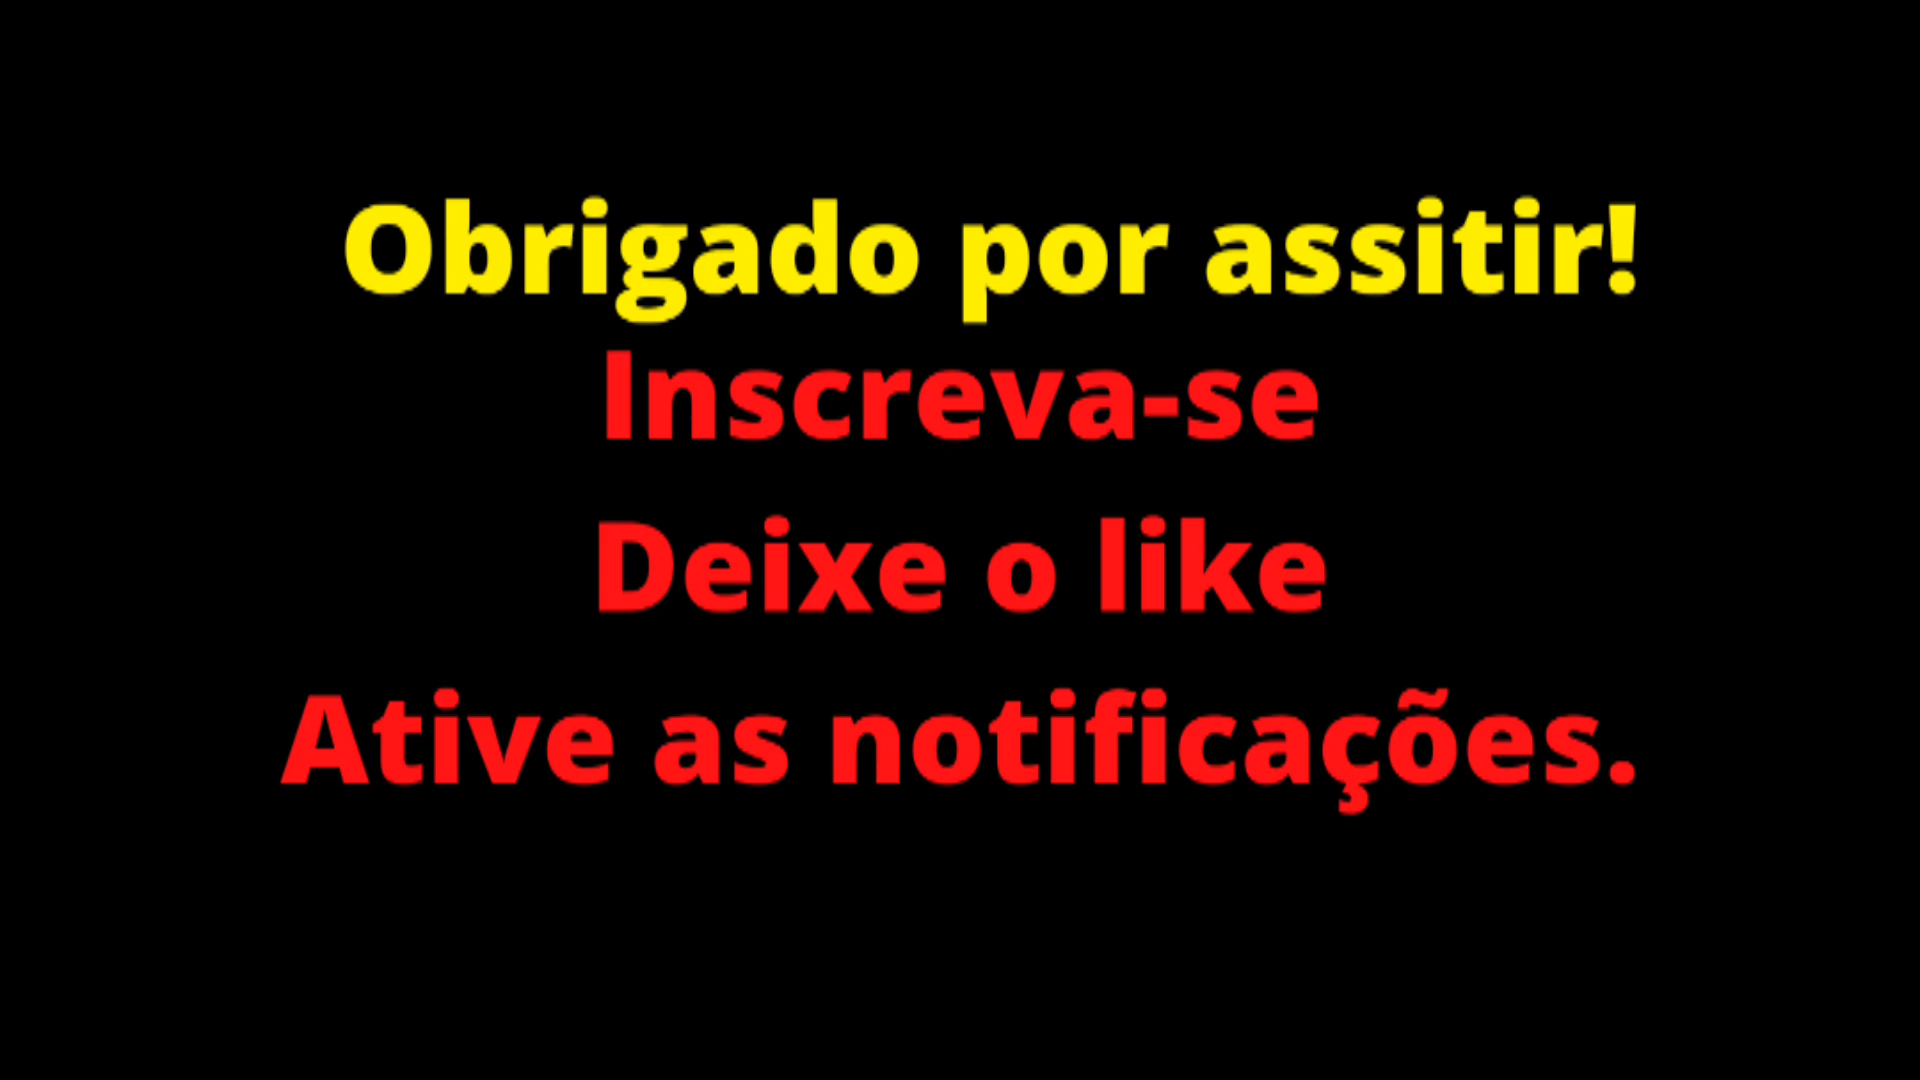 Obrigado por assitir!
Inscreva-se
Deixe o like
Ative as notificações.